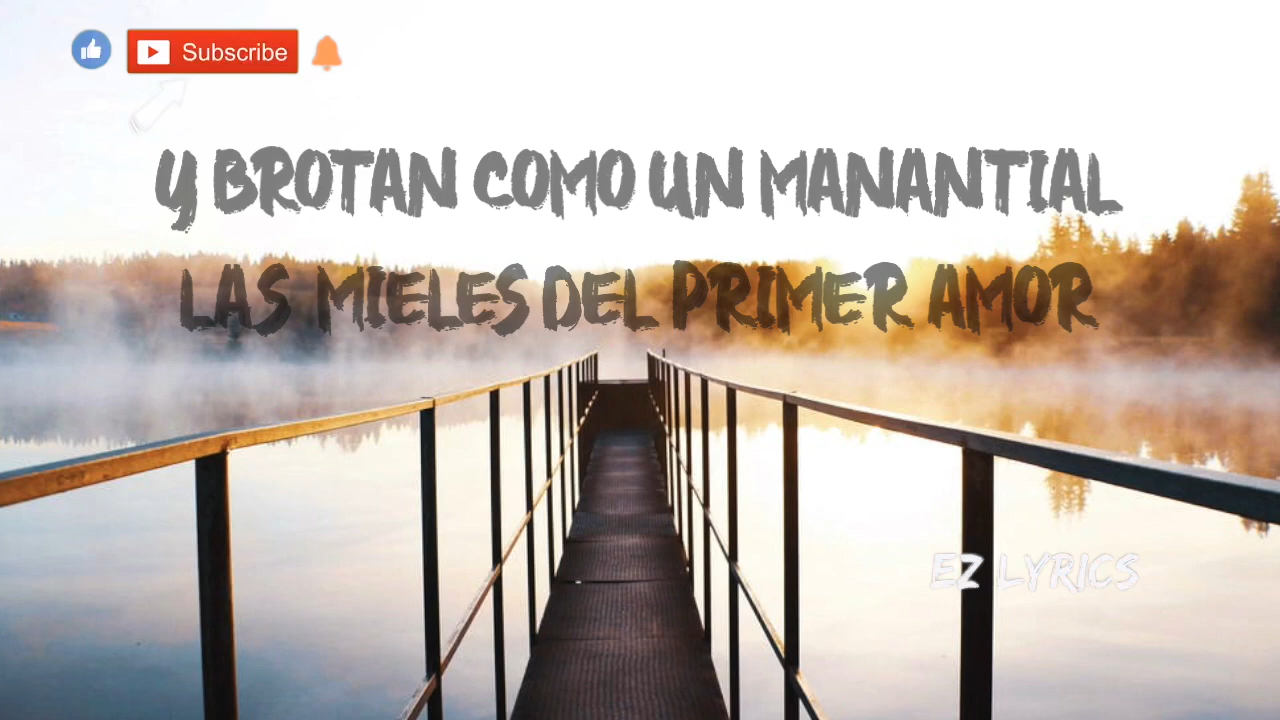 Subscribe
Y BROTAN COMO UN MANANTIAL
LAS MIELES DEL PRIMER AMOR
EZ LYRICS